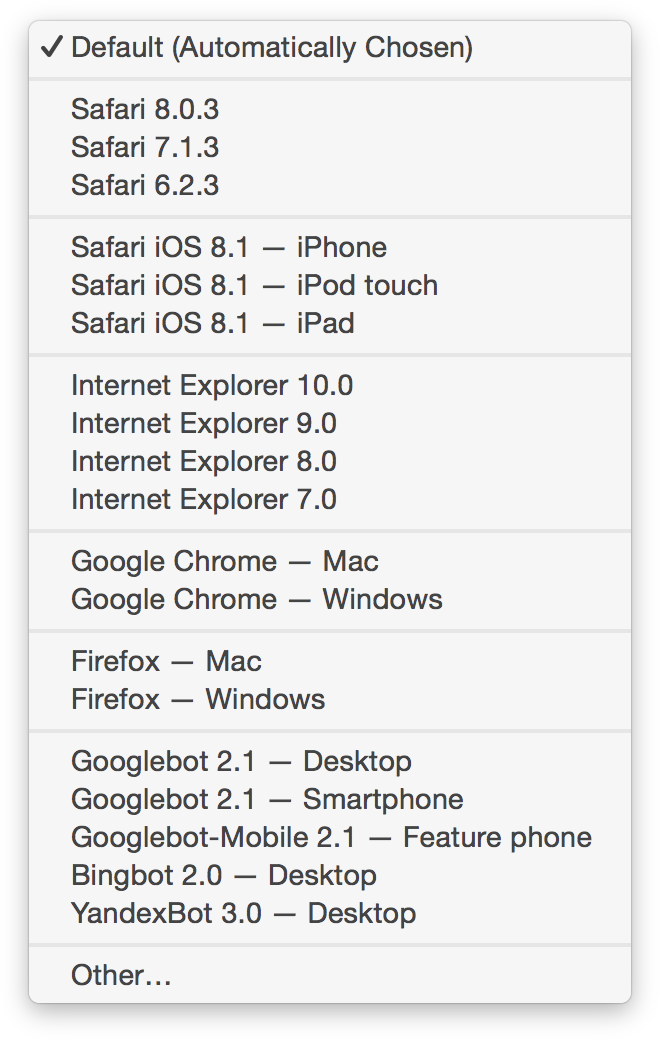 ✓ Default (Automatically Chosen)
Safari 8.0.3
Safari 7.1.3
Safari 6.2.3
Safari iOS 8.1 — iPhone
Safari iOS 8.1 — iPod touch
Safari iOS 8.1 — iPad
Internet Explorer 10.0
Internet Explorer 9.0
Internet Explorer 8.0
Internet Explorer 7.0
Google Chrome — Mac
Google Chrome — Windows
Firefox — Mac
Firefox — Windows
Googlebot 2.1 — Desktop
Googlebot 2.1 — Smartphone
Googlebot-Mobile 2.1 — Feature phone
Bingbot 2.0 — Desktop
YandexBot 3.0 — Desktop
Other…